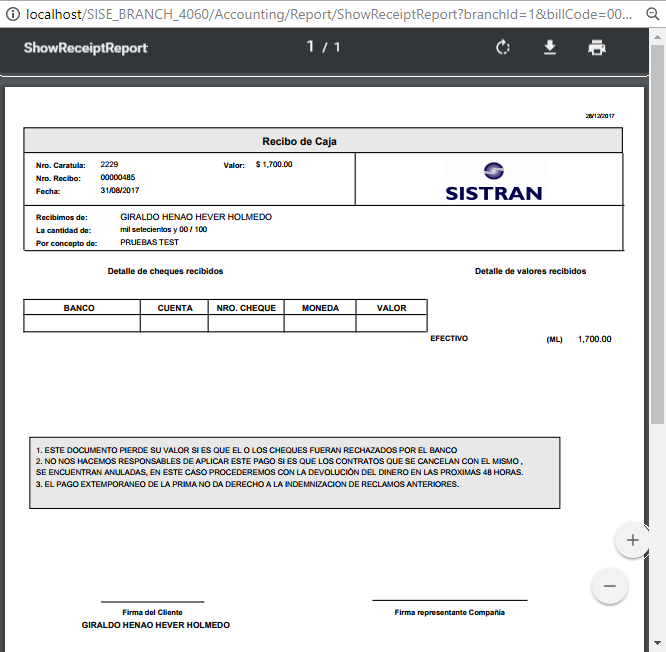 localhost/SISE_BRANCH_4060/Accounting/Report/ShowReceiptReport?branchId=1&billCode=00...
ShowReceiptReport 1 / 1
28/12/2017
Recibo de Caja
Nro. Caratula: 2229 Valor: $ 1,700.00
Nro. Recibo: 00000485
Fecha: 31/08/2017
SISTRAN
Recibimos de: GIRALDO HENAO HEVER HOLMEDO
La cantidad de: mil setecientos y 00 / 100
Por concepto de: PRUEBAS TEST
Detalle de cheques recibidos Detalle de valores recibidos
BANCO CUENTA NRO. CHEQUE MONEDA VALOR
EFECTIVO (ML) 1,700.00
1. ESTE DOCUMENTO PIERDE SU VALOR SI ES QUE EL O LOS CHEQUES FUERAN RECHAZADOS POR EL BANCO
2. NO NOS HACEMOS RESPONSABLES DE APLICAR ESTE PAGO SI ES QUE LOS CONTRATOS QUE SE CANCELAN CON EL MISMO ,
SE ENCUENTRAN ANULADAS, EN ESTE CASO PROCEDEREMOS CON LA DEVOLUCIÓN DEL DINERO EN LAS PROXIMAS 48 HORAS.
3. EL PAGO EXTEMPORANEO DE LA PRIMA NO DA DERECHO A LA INDEMNIZACION DE RECLAMOS ANTERIORES.
Firma del Cliente Firma representante Compañia
GIRALDO HENAO HEVER HOLMEDO